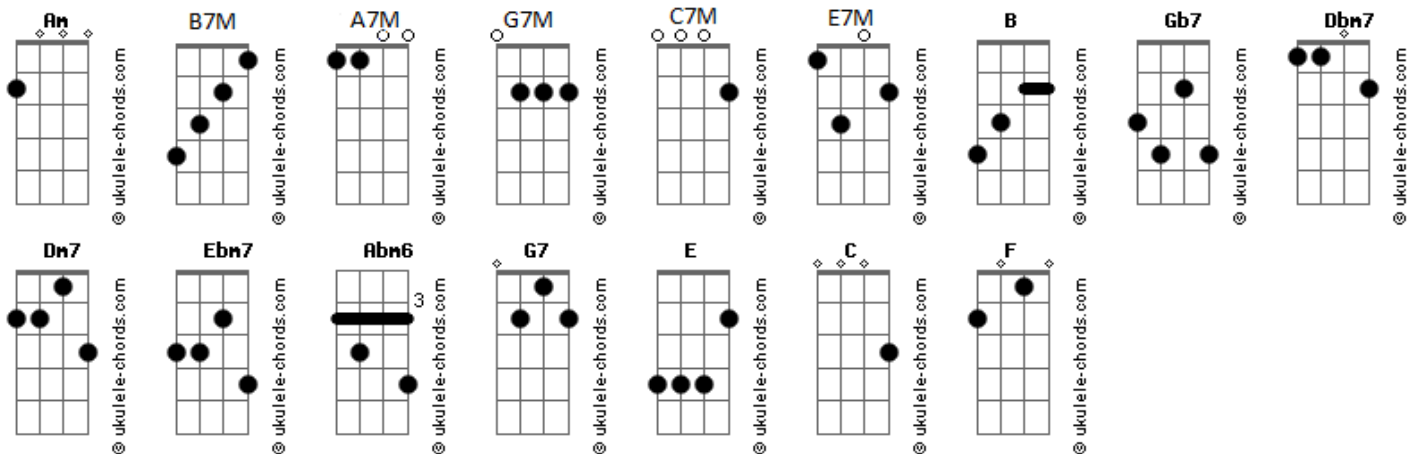 Am B7M A7M G7M C7M E7M B Gb7 Dbm7
© ukulele-chords.com © ukulele-chords.com © ukulele-chords.com © ukulele-chords.com © ukulele-chords.com © ukulele-chords.com © ukulele-chords.com © ukulele-chords.com © ukulele-chords.com
Dm7 Ebm7 Abm6 G7 E C F
3
© ukulele-chords.com © ukulele-chords.com © ukulele-chords.com © ukulele-chords.com © ukulele-chords.com © ukulele-chords.com © ukulele-chords.com